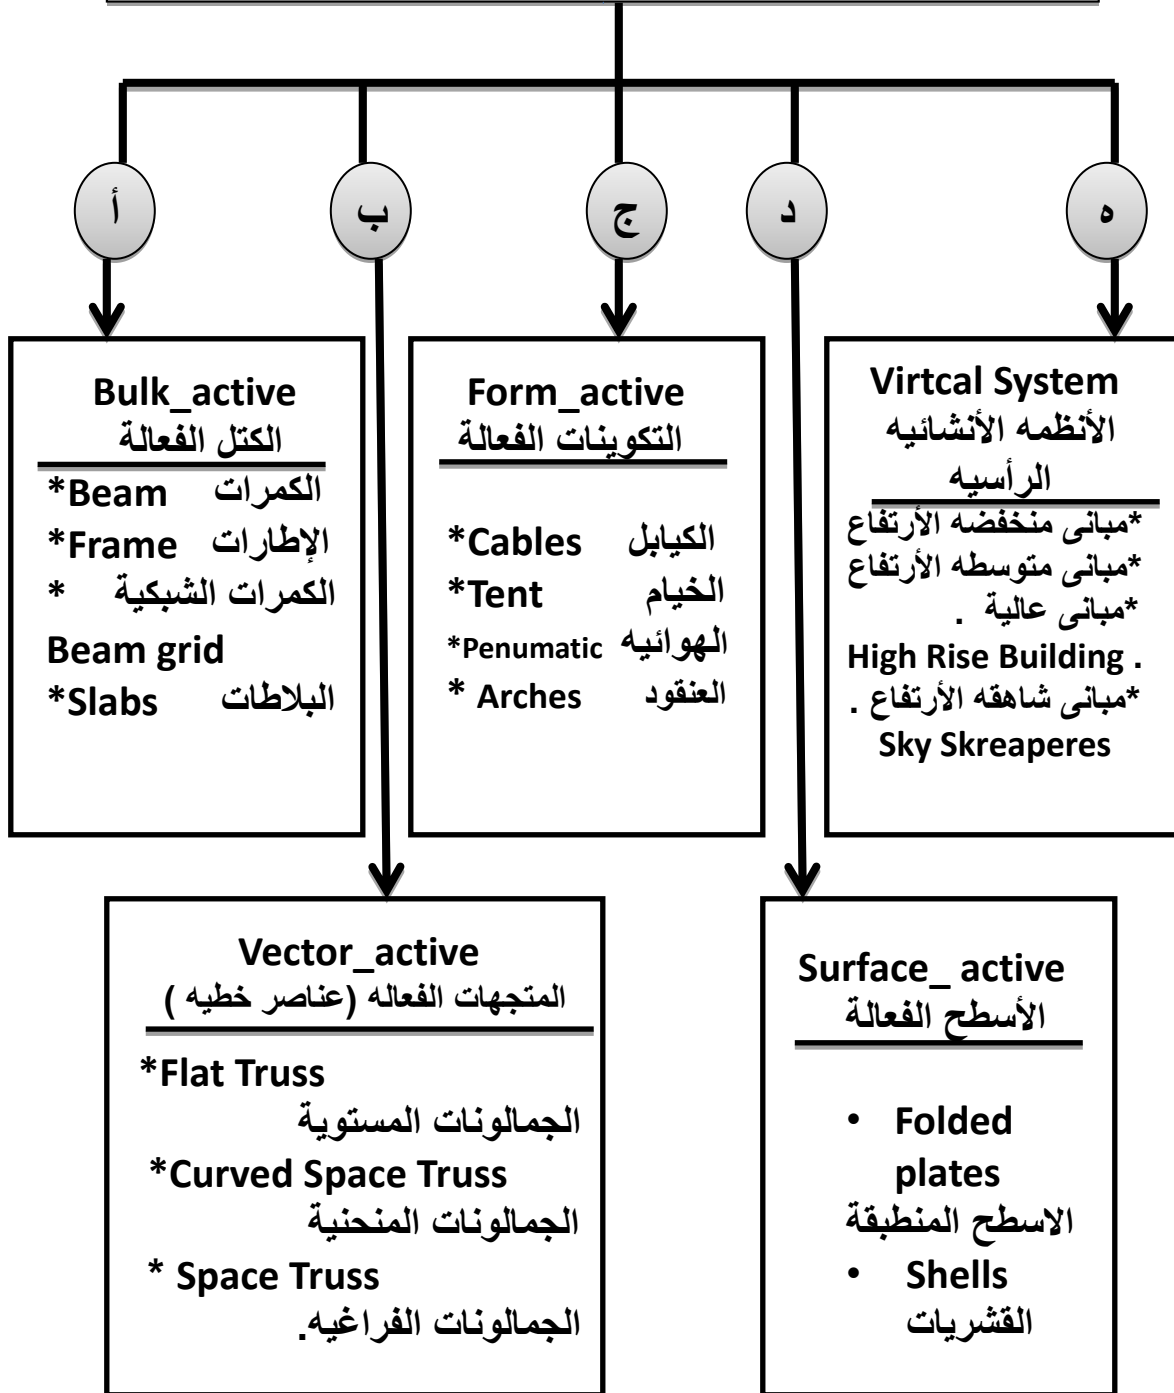 أ
ب
ج
د
ه
Bulk_active
الكتل الفعالة
*Beam الكمرات
*Frame الإطارات
* الكمرات الشبكية
Beam grid
*Slabs البلاطات
Form_active
التكوينات الفعالة
*Cables الكيابل
*Tent الخيام
*Penumatic الهوائيه
* Arches العنقود
Virtcal System
الأنظمه الأنشائيه
الرأسيه
*مبانى منخفضه الأرتفاع
*مبانى متوسطه الأرتفاع
*مبانى عالية .
High Rise Building .
*مبانى شاهقه الأرتفاع .
Sky Skreaperes
Vector_active
المتجهات الفعاله (عناصر خطيه )
*Flat Truss
الجمالونات المستوية
*Curved Space Truss
الجمالونات المنحنية
* Space Truss
الجمالونات الفراغيه.
Surface_ active
الأسطح الفعالة
• Folded
plates
الاسطح المنطبقة
• Shells
القشريات